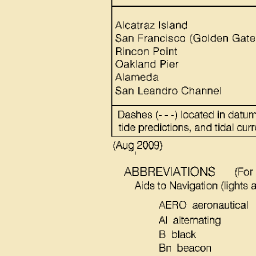 Alcatraz Island
San Francisco (Golden Gate
Rincon Point
Oakland Pier
Alameda
San Leandro Channel
Dashes (- - -) located in datum
tide predictions, and tidal curr
(Aug 2009)
ABBREVIATIONS (For
Aids to Navigation (lights a
AERO aeronautical
Al alternating
B black
Bn beacon